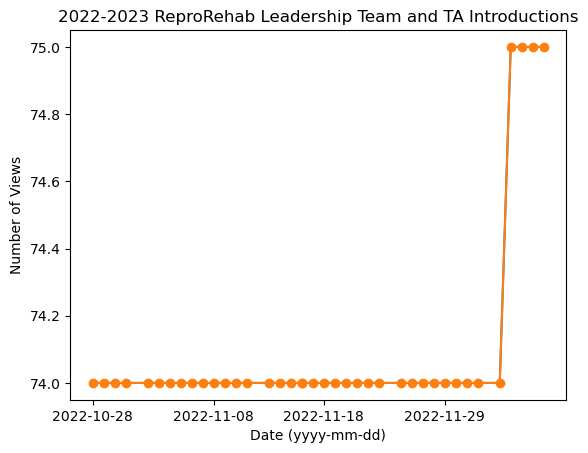 2022-2023 ReproRehab Leadership Team and TA Introductions
75.0
74.8
74.6
74.4
74.2
74.0
Number of Views
2022-10-28 2022-11-08 2022-11-18 2022-11-29
Date (yyyy-mm-dd)